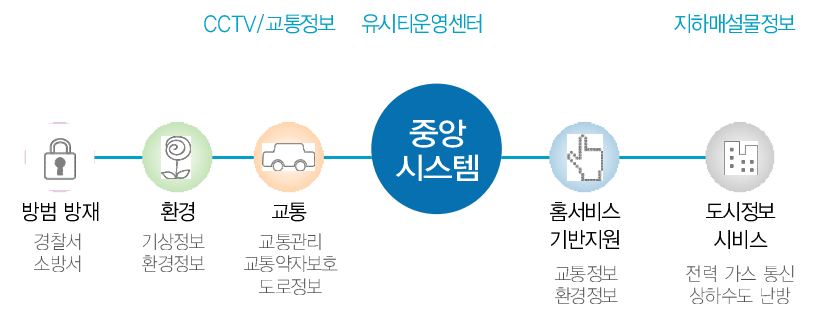 CCTV/교통정보
유시티운영센터
지하매설물정보
중앙
시스템
방범 방재
경찰서
소방서
환경
기상정보
환경정보
교통
교통관리
교통약자보호
도로정보
홈서비스
기반지원
교통정보
환경정보
도시정보
시비스
전력 가스 통신
상하수도 난방